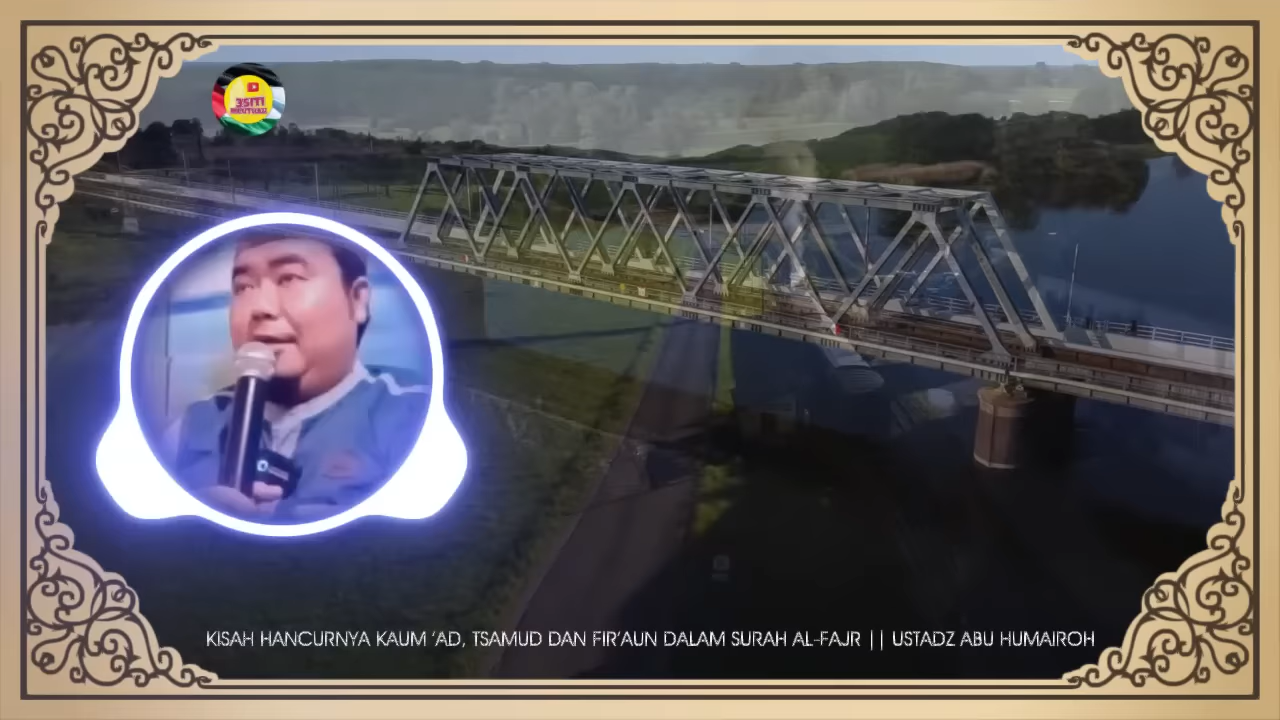 KISAH HANCURNYA KAUM 'AD, TSAMUD DAN FIR'AUN DALAM SURAH AL-FAJR || USTADZ ABU HUMAIROH